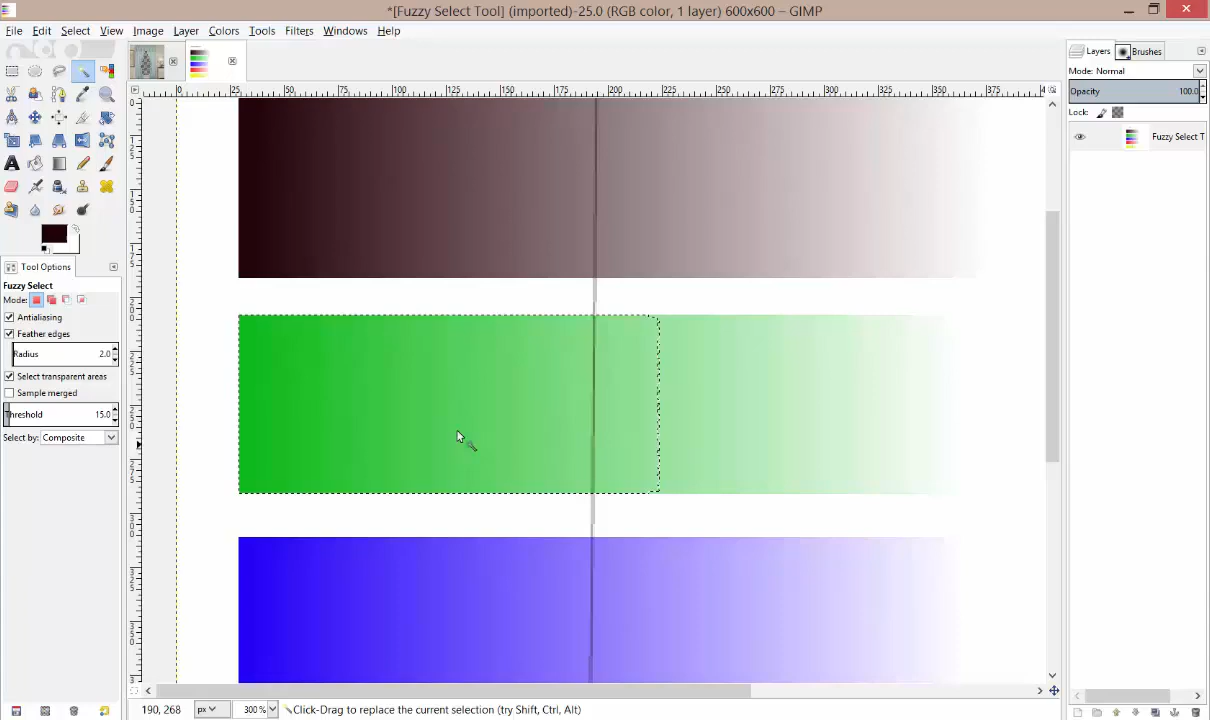 *[Fuzzy Select Tool] (imported)-25.0 (RGB color, 1 layer) 600x600 – GIMP
File Edit Select View Image Layer Colors Filters Windows Help
Tools
Layers Brushes
Mode: Normal
Opacity 100.0
Lock:
Fuzzy Select T
0 25 50 75 100 125 150 175 200 225 250 275 300 325 350 375 4
Tool Options
Fuzzy Select
Mode:
Antialiasing
Feather edges
Radius 2.0
Select transparent areas
Sample merged
Threshold 15.0
Select by: Composite
190, 268 px 300 % Click-Drag to replace the current selection (try Shift, Ctrl, Alt)